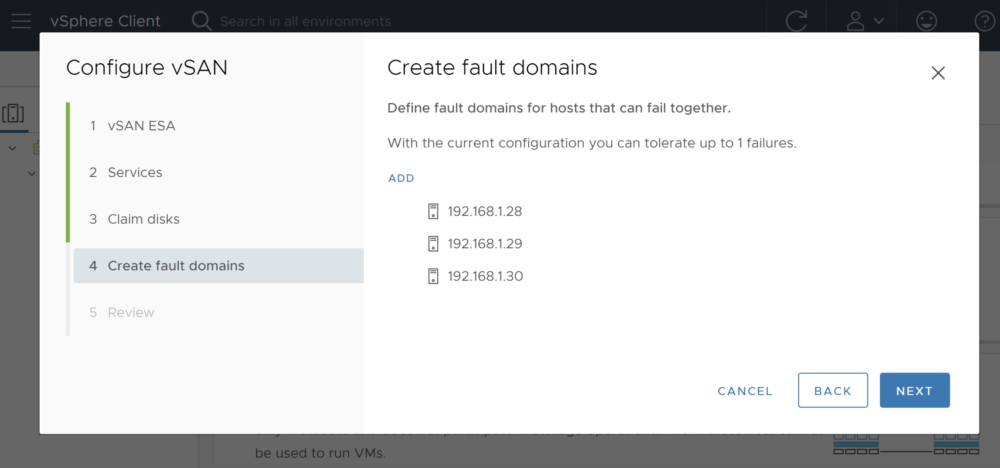 vSphere Client
Search in all environments
Configure vSAN
1 vSAN ESA
2 Services
3 Claim disks
4 Create fault domains
5 Review
Create fault domains
Define fault domains for hosts that can fail together.
With the current configuration you can tolerate up to 1 failures.
ADD
192.168.1.28
192.168.1.29
192.168.1.30
CANCEL
BACK
NEXT
be used to run VMs.